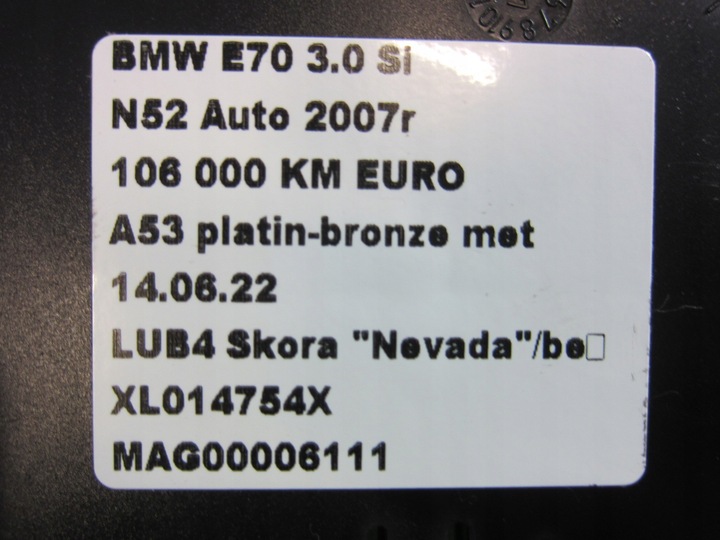 BMW E70 3.0 Si
N52 Auto 2007r
106 000 KM EURO
A53 platin-bronze met
14.06.22
LUB4 Skora "Nevada"/be□
XL014754X
MAG00006111